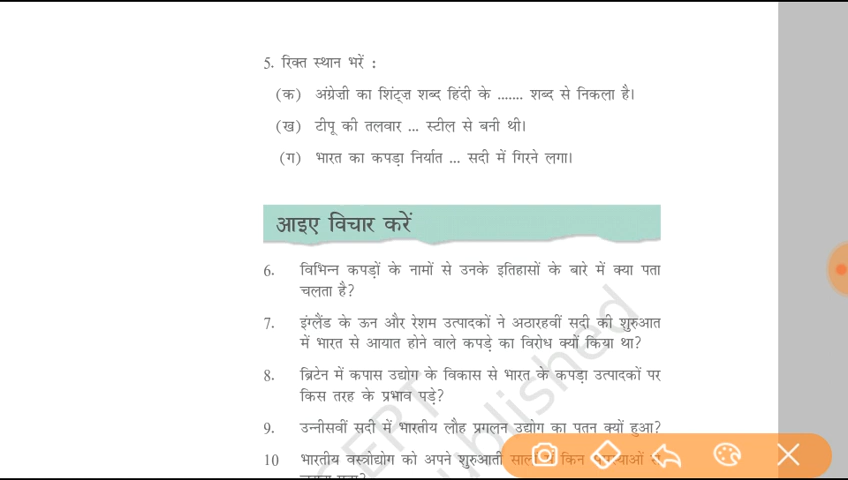 5. रिक्त स्थान भरें :
(क) अंग्रेज़ी का शिंट्ज़ शब्द हिंदी के ....... शब्द से निकला है।
(ख) टीपू की तलवार ... स्टील से बनी थी।
(ग) भारत का कपड़ा निर्यात ... सदी में गिरने लगा।
आइए विचार करें
6. विभिन्न कपड़ों के नामों से उनके इतिहासों के बारे में क्या पता
चलता है?
7. इंग्लैंड के ऊन और रेशम उत्पादकों ने अठारहवीं सदी की शुरुआत
में भारत से आयात होने वाले कपड़े का विरोध क्यों किया था?
8. ब्रिटेन में कपास उद्योग के विकास से भारत के कपड़ा उत्पादकों पर
किस तरह के प्रभाव पड़े?
9. उन्नीसवीं सदी में भारतीय लौह प्रगलन उद्योग का पतन क्यों हुआ?
10 भारतीय वस्त्रोद्योग को अपने शुरुआती